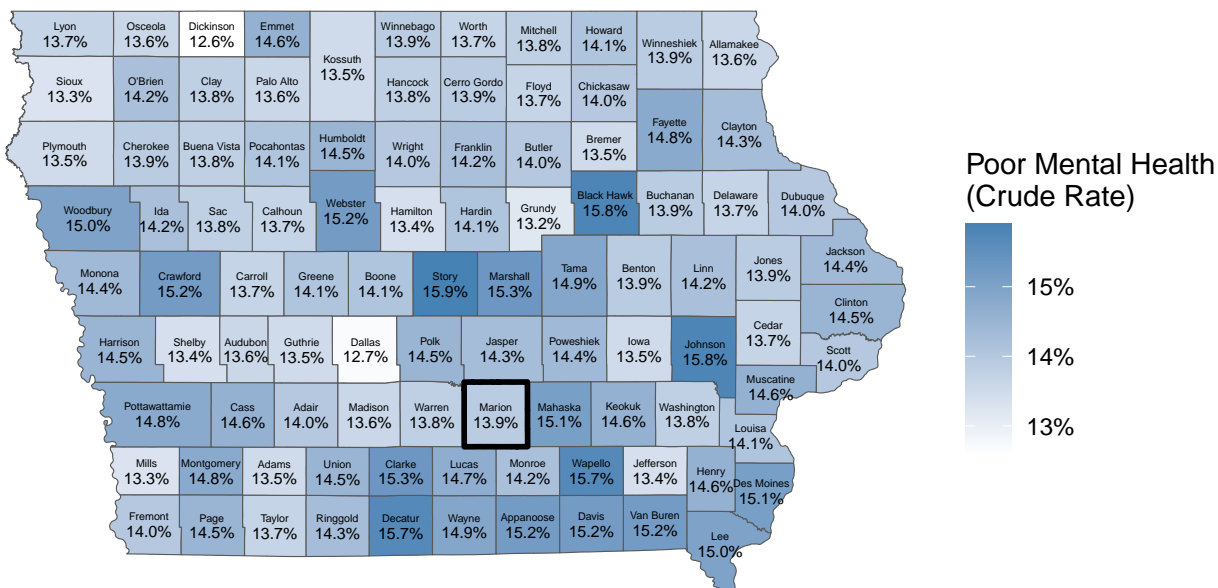 Lyon
13.7%
Osceola
13.6%
Dickinson
12.6%
Emmet
14.6%
Kossuth
13.5%
Winnebago
13.9%
Worth
13.7%
Mitchell
13.8%
Howard
14.1%
Winneshiek
13.9%
Allamakee
13.6%
Sioux
13.3%
O'Brien
14.2%
Clay
13.8%
Palo Alto
13.6%
Hancock
13.8%
Cerro Gordo
13.9%
Floyd
13.7%
Chickasaw
14.0%
Plymouth
13.5%
Cherokee
13.9%
Buena Vista
13.8%
Pocahontas
14.1%
Humboldt
14.5%
Wright
14.0%
Franklin
14.2%
Butler
14.0%
Bremer
13.5%
Fayette
14.8%
Clayton
14.3%
Woodbury
15.0%
Ida
14.2%
Sac
13.8%
Calhoun
13.7%
Webster
15.2%
Hamilton
13.4%
Hardin
14.1%
Grundy
13.2%
Black Hawk
15.8%
Buchanan
13.9%
Delaware
13.7%
Dubuque
14.0%
Monona
14.4%
Crawford
15.2%
Carroll
13.7%
Greene
14.1%
Boone
14.1%
Story
15.9%
Marshall
15.3%
Tama
14.9%
Benton
13.9%
Linn
14.2%
Jones
13.9%
Jackson
14.4%
Clinton
14.5%
Harrison
14.5%
Shelby
13.4%
Audubon
13.6%
Guthrie
13.5%
Dallas
12.7%
Polk
14.5%
Jasper
14.3%
Poweshiek
14.4%
Iowa
13.5%
Johnson
15.8%
Cedar
13.7%
Scott
14.0%
Muscatine
14.6%
Pottawattamie
14.8%
Cass
14.6%
Adair
14.0%
Madison
13.6%
Warren
13.8%
Marion
13.9%
Mahaska
15.1%
Keokuk
14.6%
Washington
13.8%
Louisa
14.1%
Mills
13.3%
Montgomery
14.8%
Adams
13.5%
Union
14.5%
Clarke
15.3%
Lucas
14.7%
Monroe
14.2%
Wapello
15.7%
Jefferson
13.4%
Henry
14.6%
Des Moines
15.1%
Fremont
14.0%
Page
14.5%
Taylor
13.7%
Ringgold
14.3%
Decatur
15.7%
Wayne
14.9%
Appanoose
15.2%
Davis
15.2%
Van Buren
15.2%
Lee
15.0%
Poor Mental Health
(Crude Rate)
15%
14%
13%